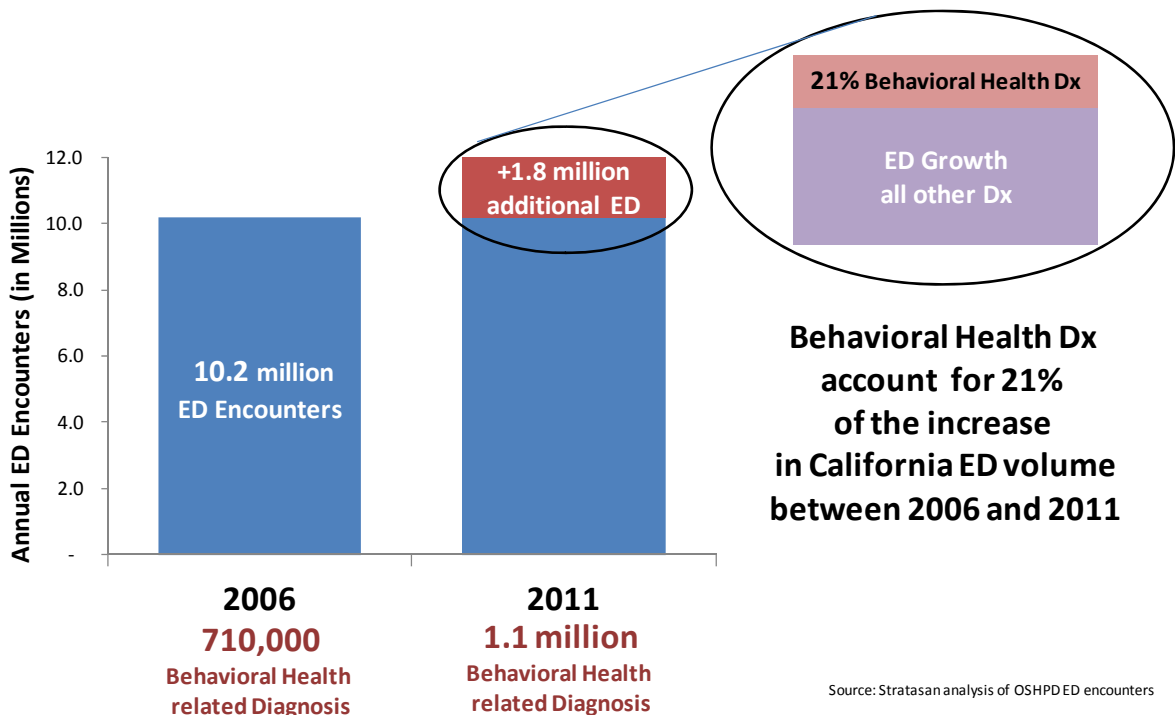 21% Behavioral Health Dx
ED Growth
all other Dx
Annual ED Encounters (in Millions)
12.0
10.0
8.0
6.0
4.0
2.0
-
+1.8 million
additional ED
10.2 million
ED Encounters
Behavioral Health Dx
account for 21%
of the increase
in California ED volume
between 2006 and 2011
2006
710,000
Behavioral Health
related Diagnosis
2011
1.1 million
Behavioral Health
related Diagnosis
Source: Stratasan analysis of OSHPD ED encounters